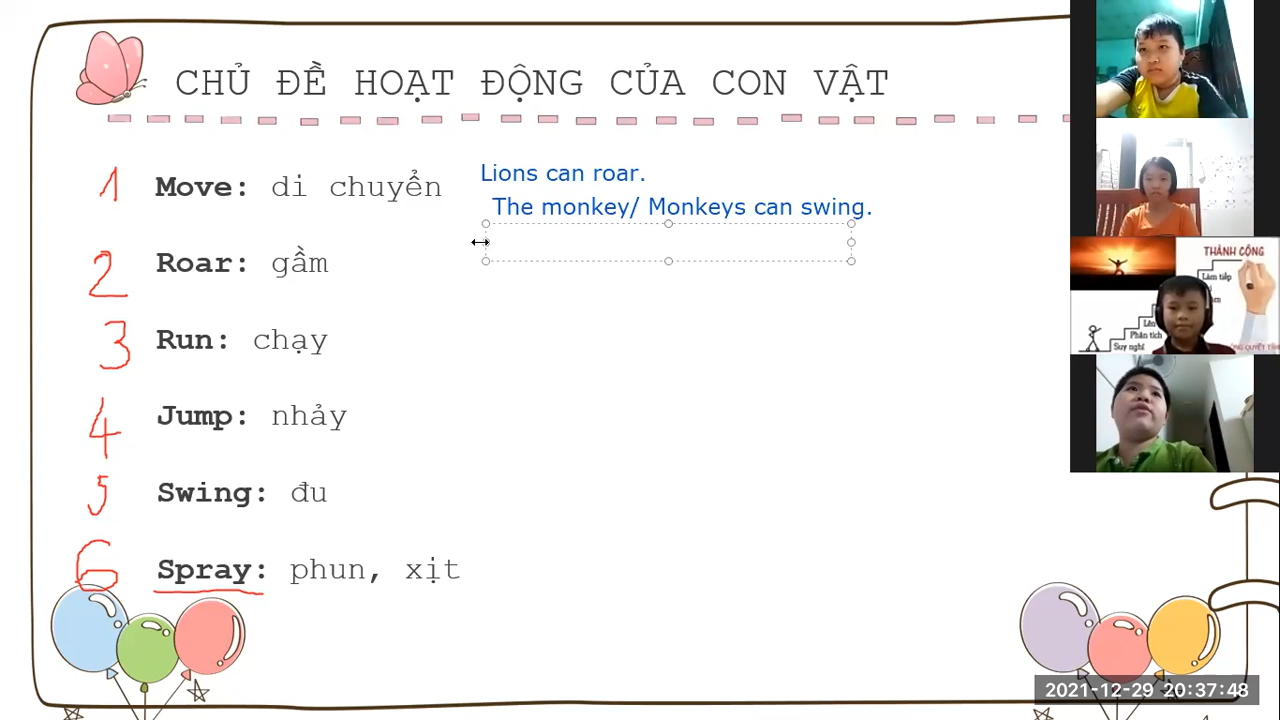 CHỦ ĐỀ HOẠT ĐỘNG CỦA CON VẬT
1 Move: di chuyển
Lions can roar.
The monkey/ Monkeys can swing.
2 Roar: gầm
3 Run: chạy
4 Jump: nhảy
5 Swing: đu
6 Spray: phun, xịt
THÀNH CÔNG
Làm tiếp
Phân tích
Suy nghĩ
2021-12-29 20:37:48